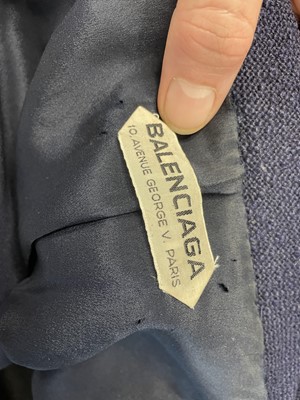 BALENCIAGA
10, AVENUE GEORGE V. PARIS